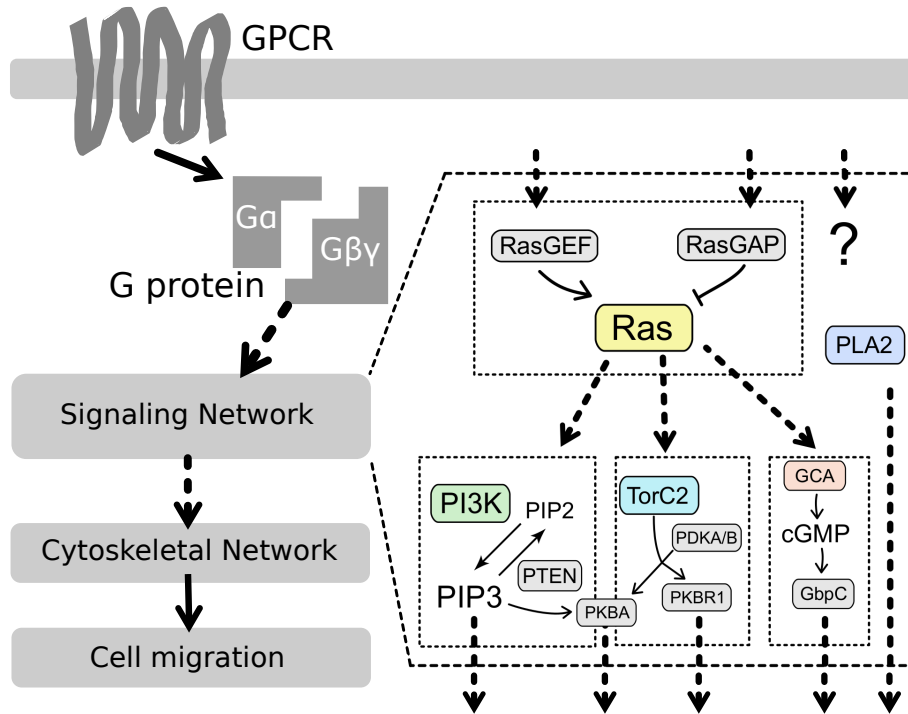 GPCR
Gα
Gβγ
G protein
Signaling Network
Cytoskeletal Network
Cell migration
RasGEF
RasGAP
?
Ras
PLA2
PI3K
PIP2
PTEN
PIP3
PKBA
TorC2
PDKA/B
PKBR1
GCA
cGMP
GbpC